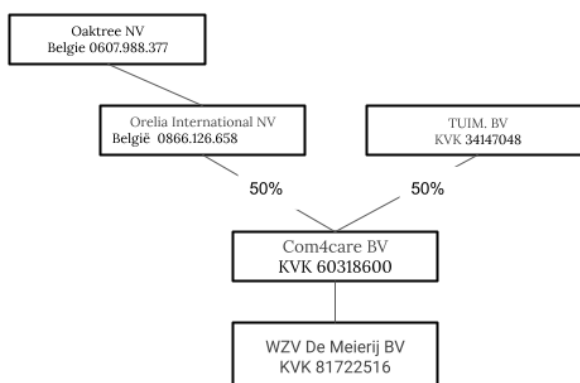 Oaktree NV
Belgie 0607.988.377
Orelia International NV
België 0866.126.658
TUIM. BV
KVK 34147048
50%
50%
Com4care BV
KVK 60318600
WZV De Meierij BV
KVK 81722516